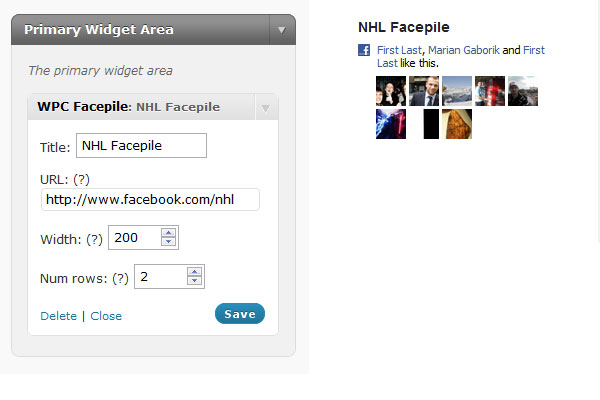 Primary Widget Area
The primary widget area
WPC Facepile: NHL Facepile
Title: NHL Facepile
URL: (?)
http://www.facebook.com/nhl
Width: (?) 200
Num rows: (?) 2
Delete | Close Save
NHL Facepile
First Last, Marian Gaborik and First
Last like this.